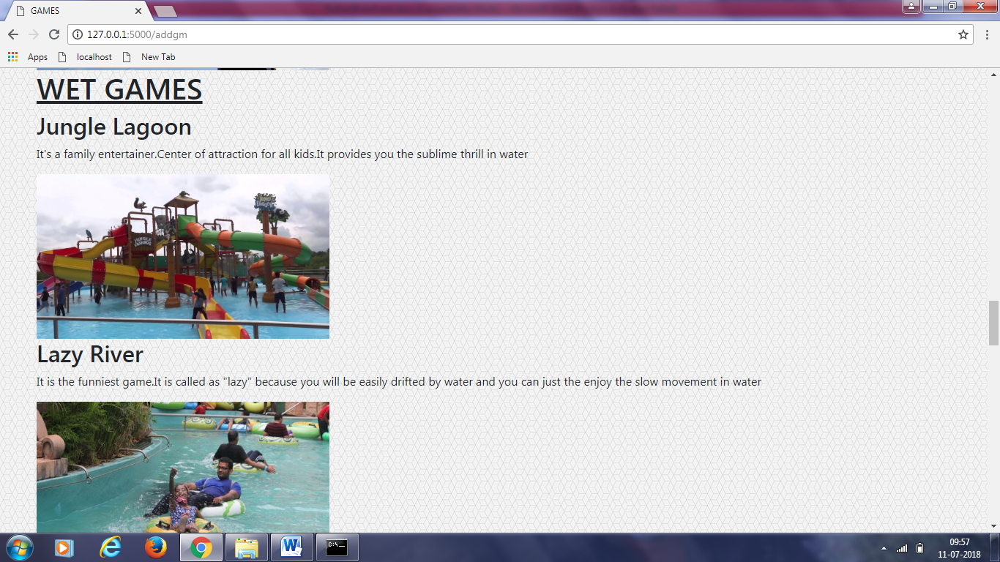 GAMES
127.0.0.1:5000/addgm
Apps localhost New Tab
WET GAMES
Jungle Lagoon
It's a family entertainer.Center of attraction for all kids.It provides you the sublime thrill in water
JUNGLE
FRIENDS
Lazy River
It is the funniest game.It is called as "lazy" because you will be easily drifted by water and you can just the enjoy the slow movement in water
C:\_
09:57
11-07-2018